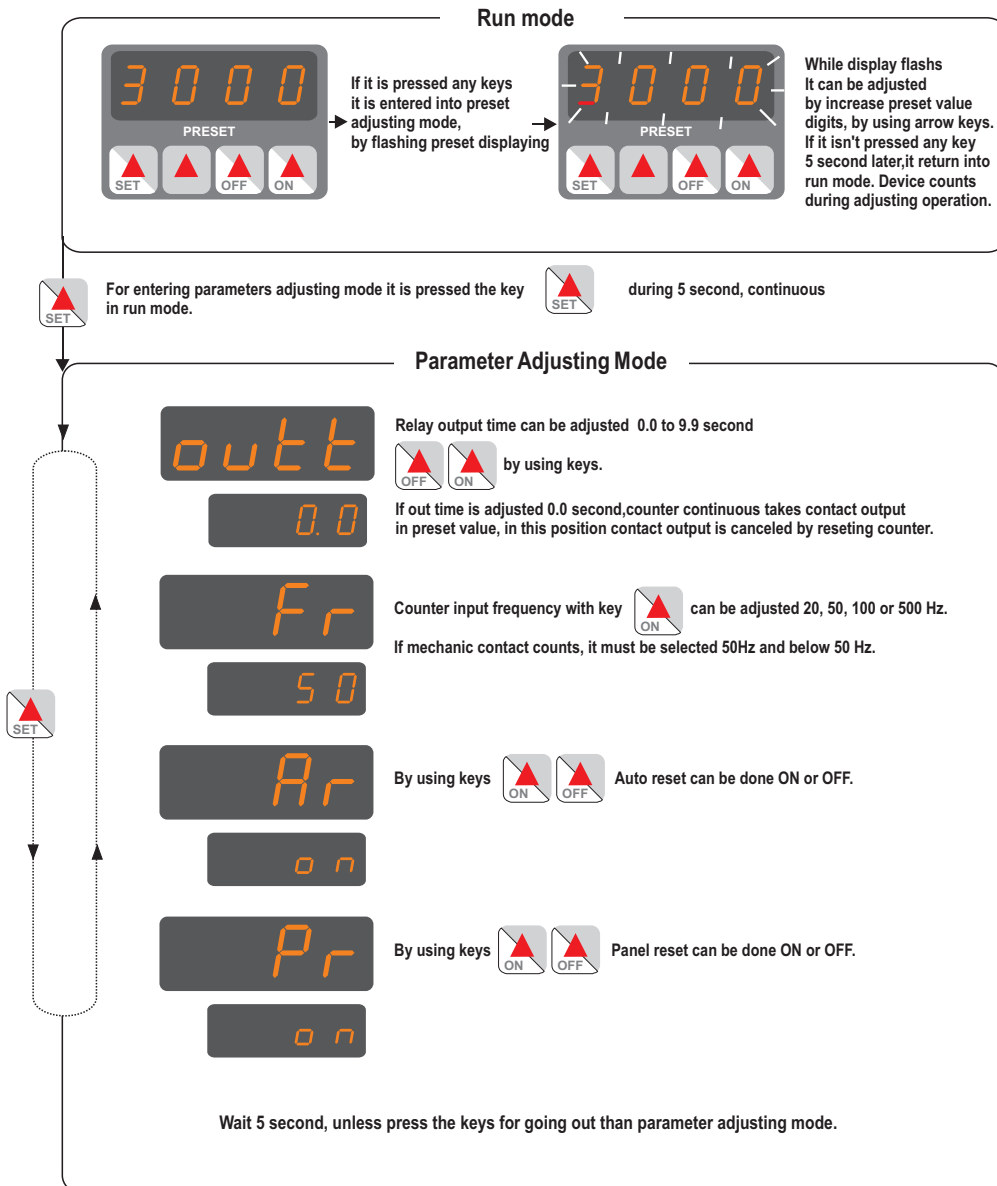 Run mode
3000
PRESET
SET OFF ON
If it is pressed any keys
it is entered into preset
adjusting mode,
by flashing preset displaying
3000
PRESET
SET OFF ON
While display flashs
It can be adjusted
by increase preset value
digits, by using arrow keys.
If it isn't pressed any key
5 second later,it return into
run mode. Device counts
during adjusting operation.
SET
For entering parameters adjusting mode it is pressed the key SET during 5 second, continuous
in run mode.
Parameter Adjusting Mode
outt
Relay output time can be adjusted 0.0 to 9.9 second
OFF ON by using keys.
0.0
If out time is adjusted 0.0 second,counter continuous takes contact output
in preset value, in this position contact output is canceled by reseting counter.
Fr
Counter input frequency with key ON can be adjusted 20, 50, 100 or 500 Hz.
If mechanic contact counts, it must be selected 50Hz and below 50 Hz.
50
SET
Ar
By using keys ON OFF Auto reset can be done ON or OFF.
on
Pr
By using keys ON OFF Panel reset can be done ON or OFF.
on
Wait 5 second, unless press the keys for going out than parameter adjusting mode.